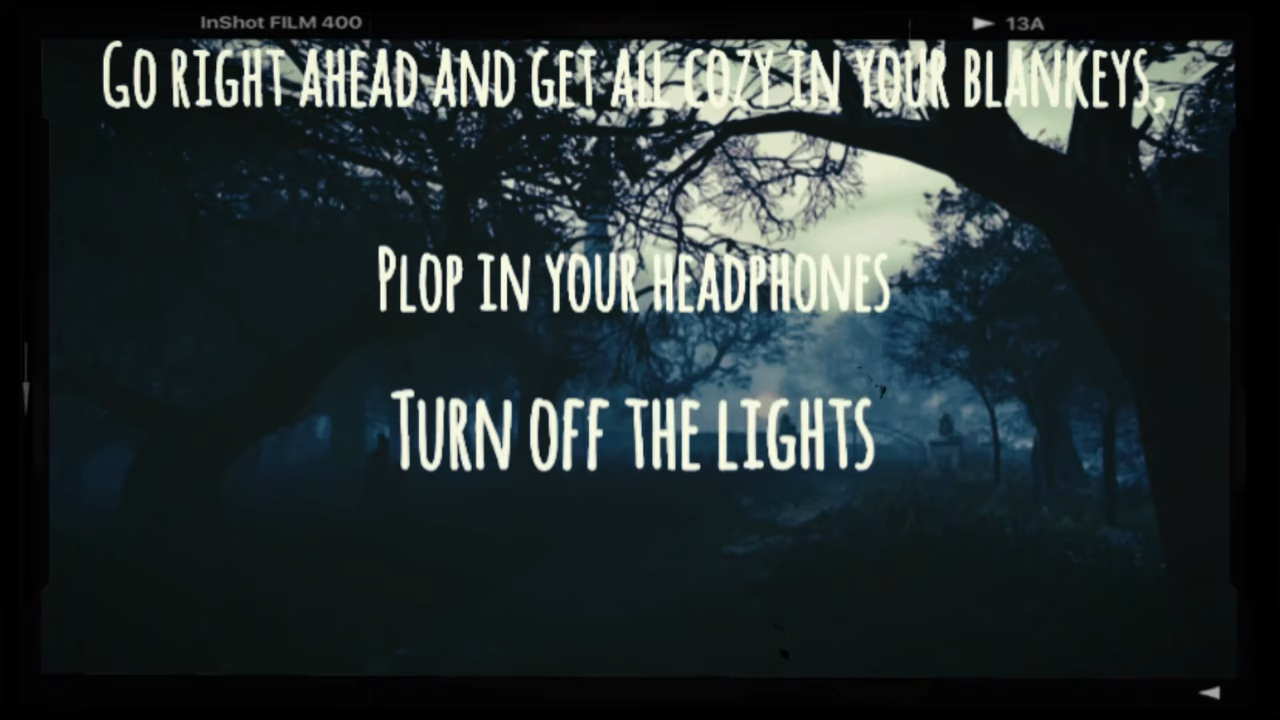 InShot FILM 400
13A
Go right ahead and get all cozy in your blankeys,
Plop in your headphones
Turn off the lights